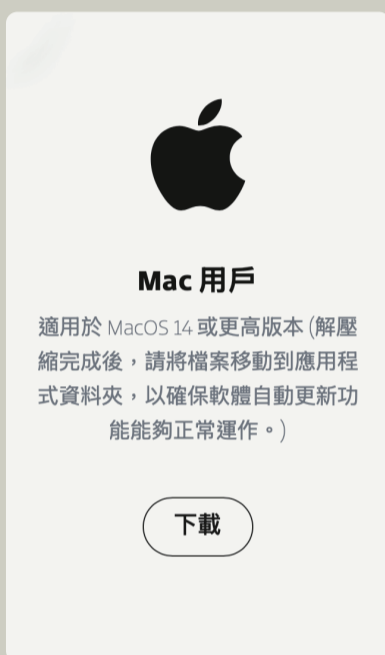 Mac 用戶
適用於 MacOS 14 或更高版本 (解壓
縮完成後，請將檔案移動到應用程
式資料夾，以確保軟體自動更新功
能能夠正常運作。)
下載